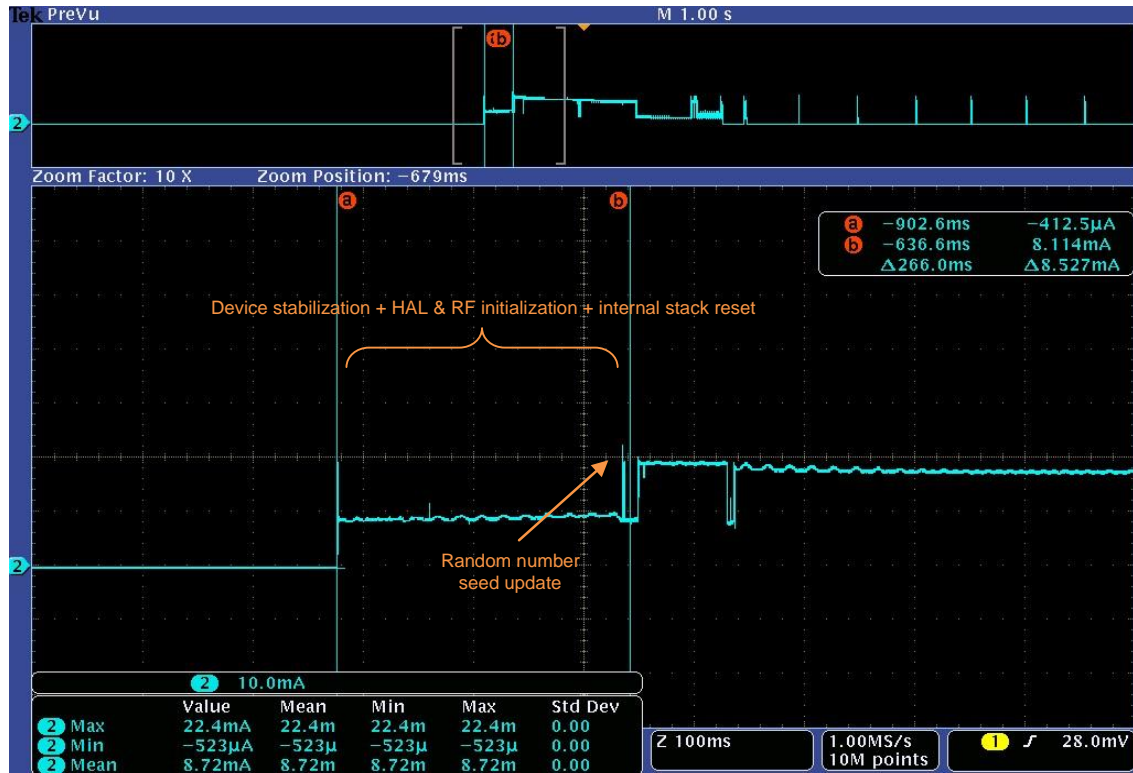 Tek PreVu M 1.00 s
b
2
Zoom Factor: 10 X Zoom Position: -679ms
a b
a -902.6ms -412.5µA
b -636.6ms 8.114mA
Δ266.0ms Δ8.527mA
Device stabilization + HAL & RF initialization + internal stack reset
Random number
seed update
2
2 10.0mA
Value Mean Min Max Std Dev
2 Max 22.4mA 22.4m 22.4m 22.4m 0.00
2 Min -523µA -523µ -523µ -523µ 0.00
2 Mean 8.72mA 8.72m 8.72m 8.72m 0.00
Z 100ms
1.00MS/s
10M points
1 28.0mV